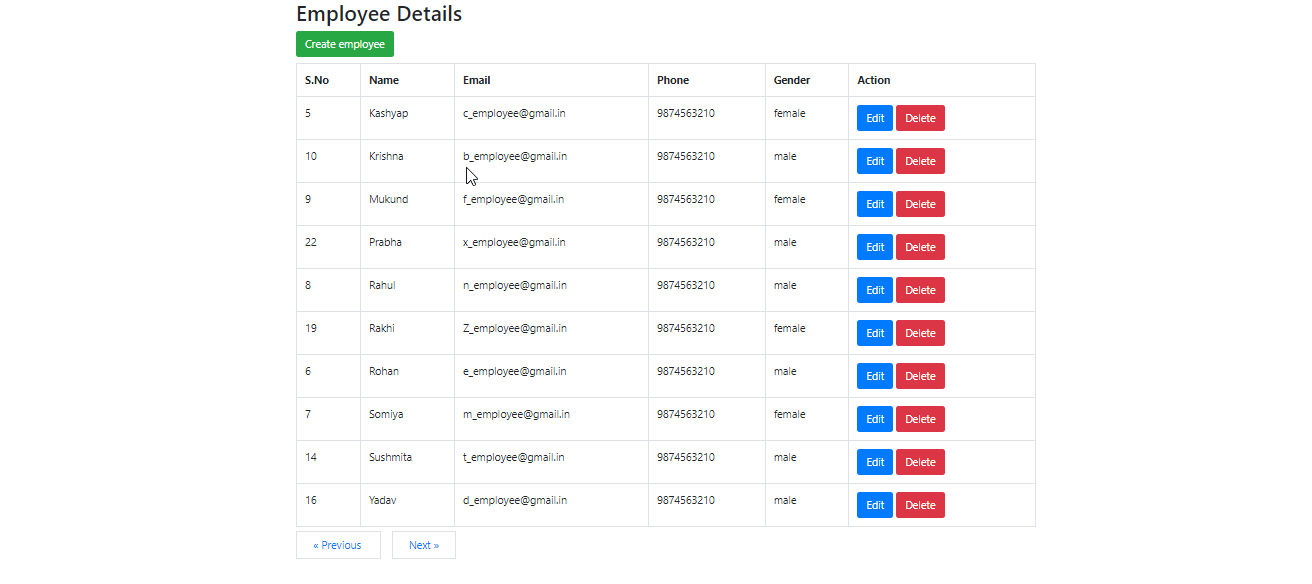 Employee Details
Create employee
S.No Name Email Phone Gender Action
5 Kashyap c_employee@gmail.in 9874563210 female Edit Delete
10 Krishna b_employee@gmail.in 9874563210 male Edit Delete
9 Mukund f_employee@gmail.in 9874563210 female Edit Delete
22 Prabha x_employee@gmail.in 9874563210 male Edit Delete
8 Rahul n_employee@gmail.in 9874563210 male Edit Delete
19 Rakhi Z_employee@gmail.in 9874563210 female Edit Delete
6 Rohan e_employee@gmail.in 9874563210 male Edit Delete
7 Somiya m_employee@gmail.in 9874563210 female Edit Delete
14 Sushmita t_employee@gmail.in 9874563210 male Edit Delete
16 Yadav d_employee@gmail.in 9874563210 male Edit Delete
« Previous Next »